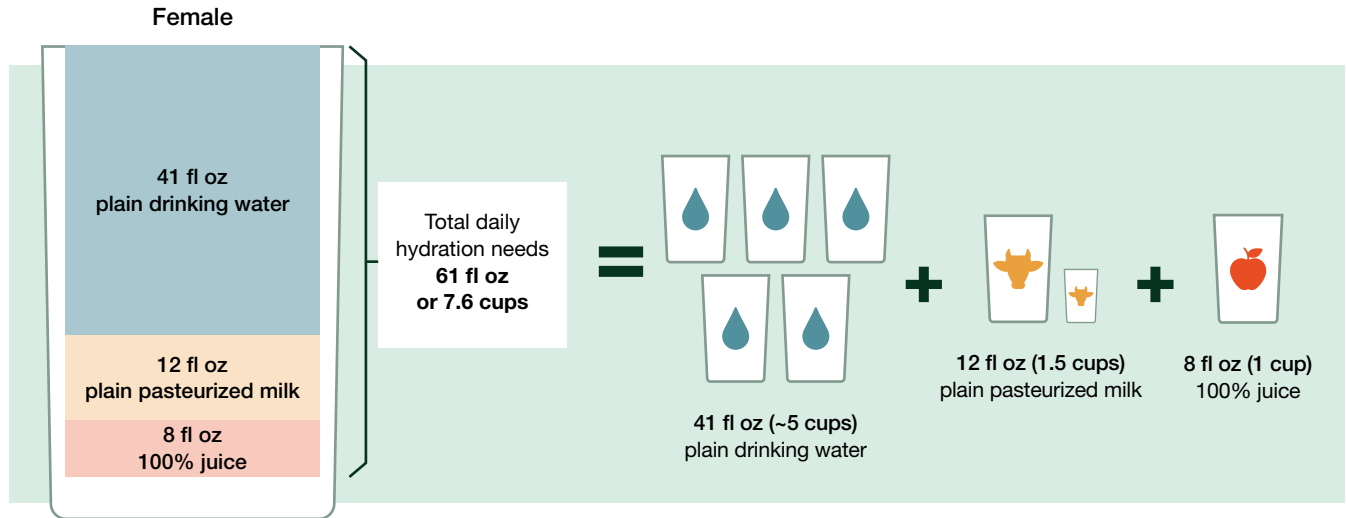 Female
41 fl oz
plain drinking water
12 fl oz
plain pasteurized milk
8 fl oz
100% juice
Total daily
hydration needs
61 fl oz
or 7.6 cups
=
41 fl oz (~5 cups)
plain drinking water
+
12 fl oz (1.5 cups)
plain pasteurized milk
+
8 fl oz (1 cup)
100% juice